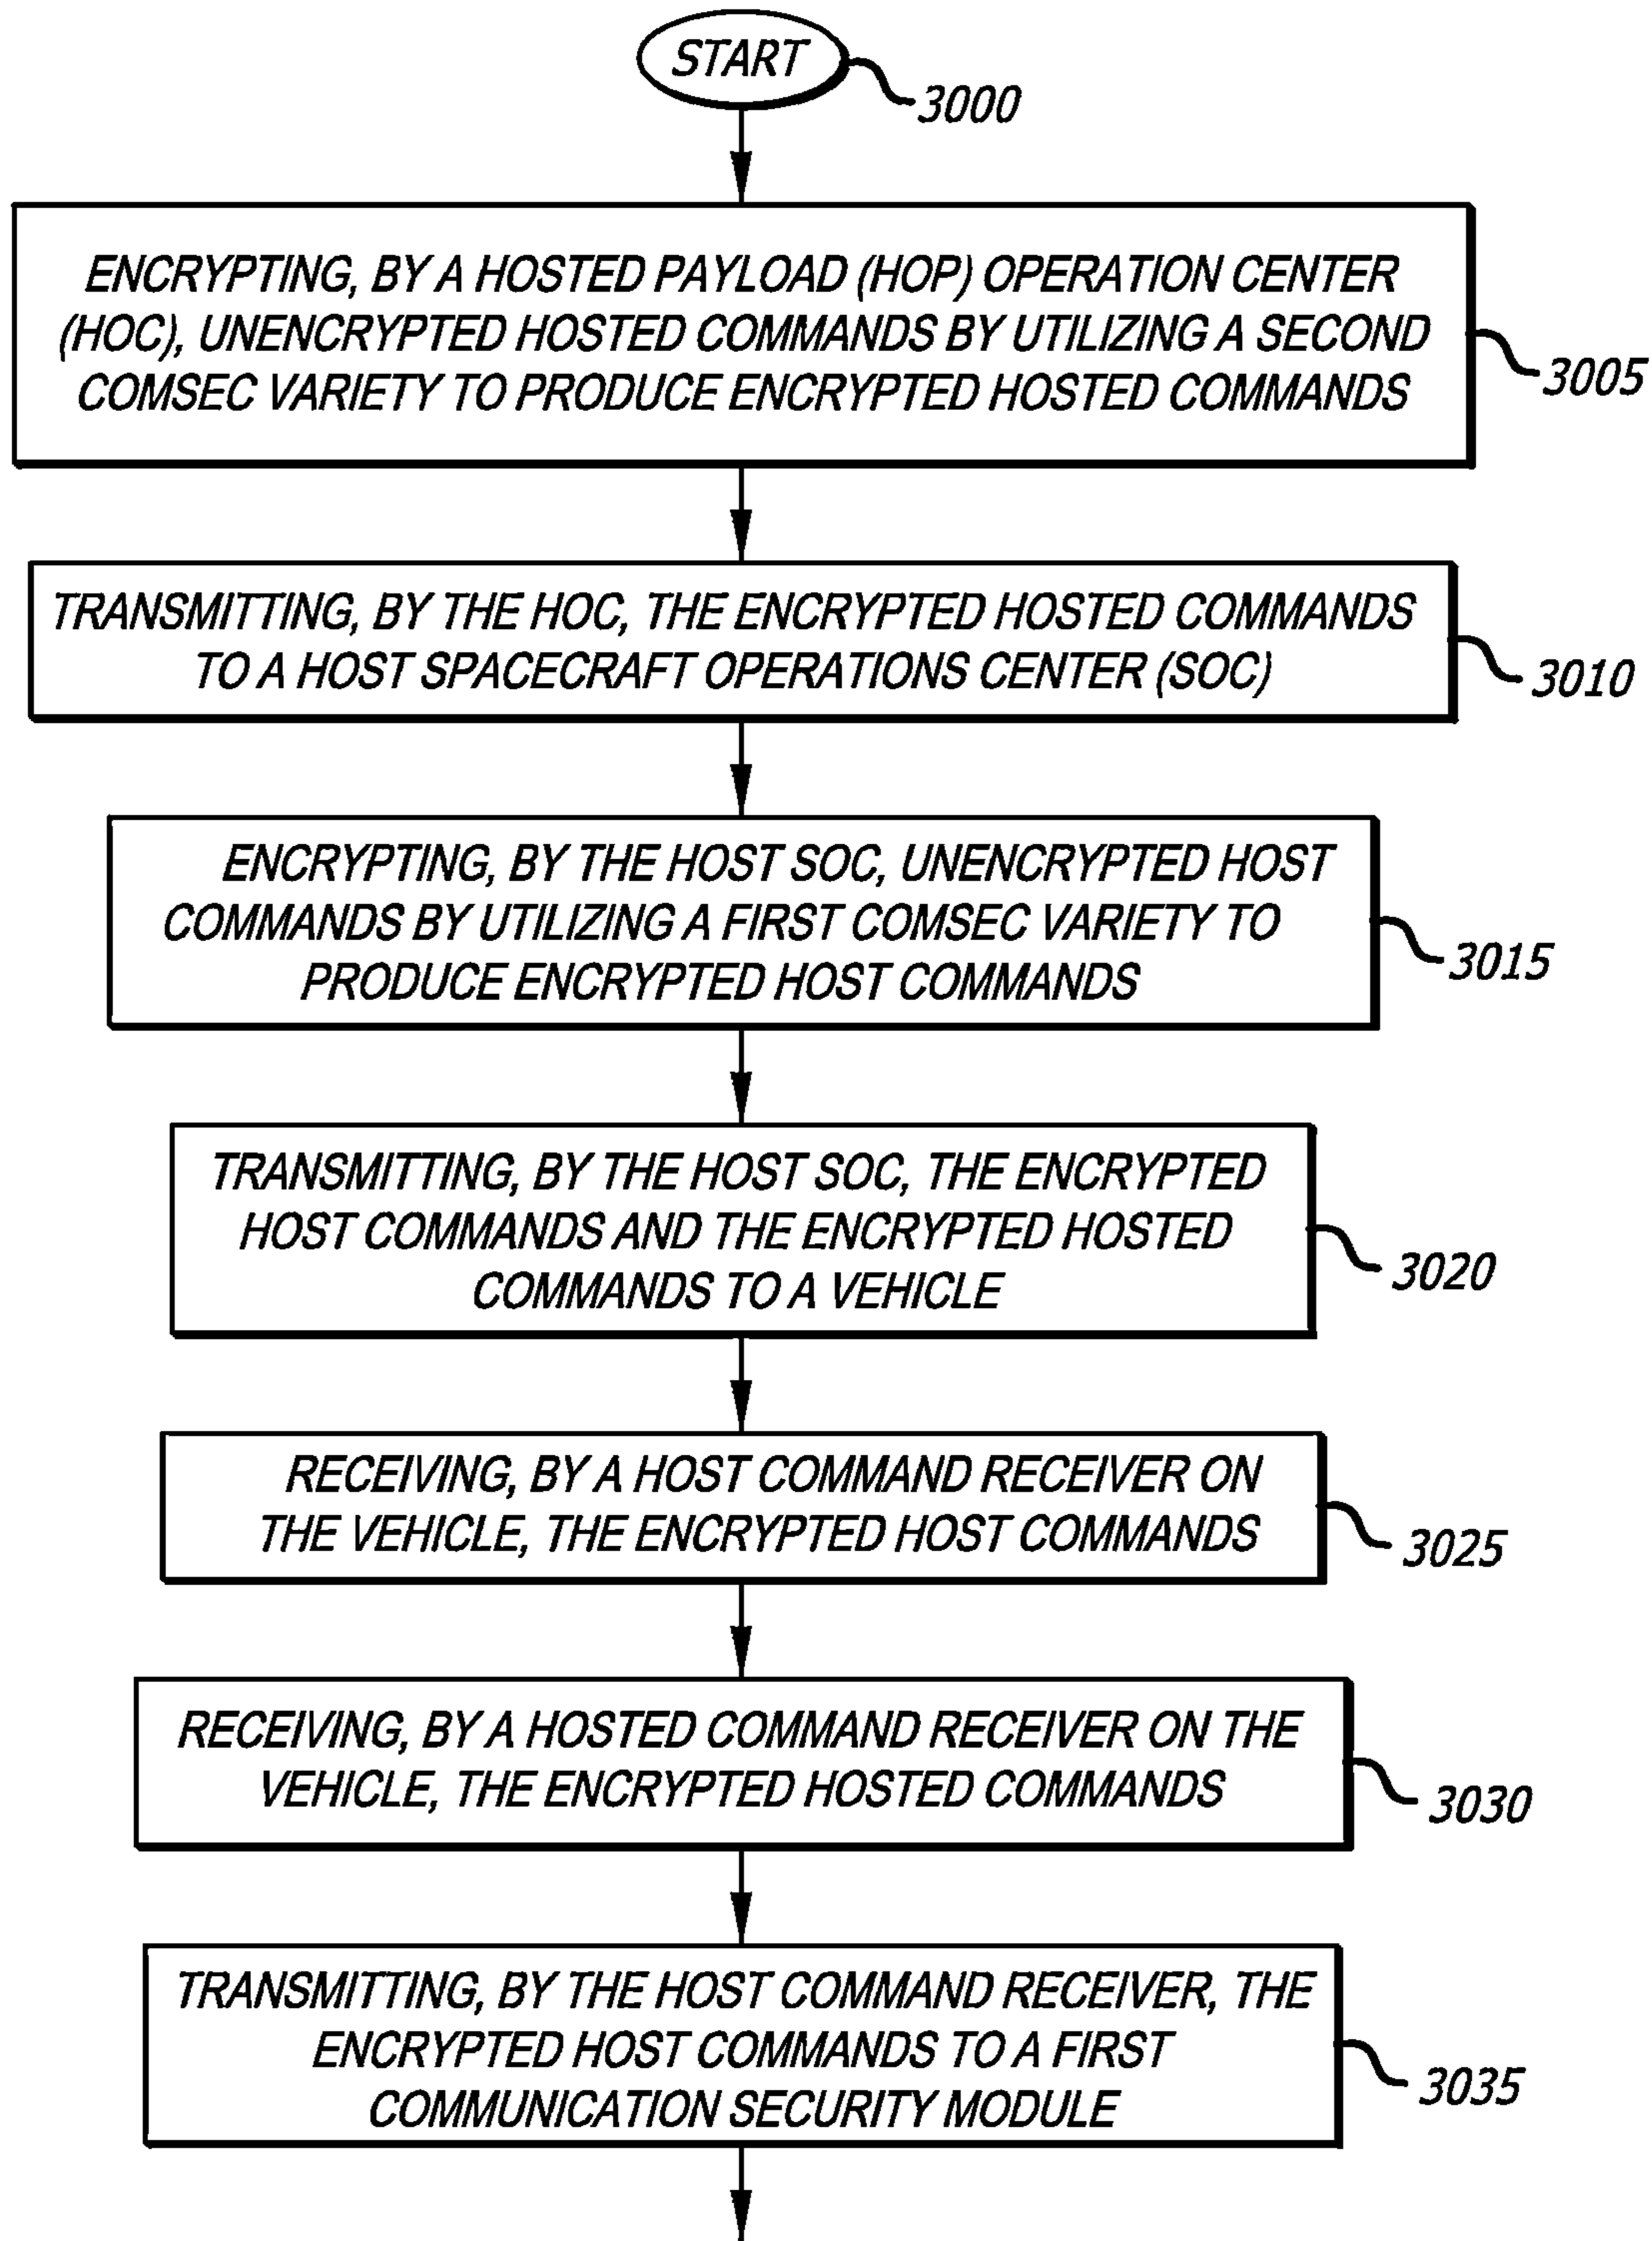 START
3000
ENCRYPTING, BY A HOSTED PAYLOAD (HOP) OPERATION CENTER
(HOC), UNENCRYPTED HOSTED COMMANDS BY UTILIZING A SECOND
COMSEC VARIETY TO PRODUCE ENCRYPTED HOSTED COMMANDS
3005
TRANSMITTING, BY THE HOC, THE ENCRYPTED HOSTED COMMANDS
TO A HOST SPACECRAFT OPERATIONS CENTER (SOC)
3010
ENCRYPTING, BY THE HOST SOC, UNENCRYPTED HOST
COMMANDS BY UTILIZING A FIRST COMSEC VARIETY TO
PRODUCE ENCRYPTED HOST COMMANDS
3015
TRANSMITTING, BY THE HOST SOC, THE ENCRYPTED
HOST COMMANDS AND THE ENCRYPTED HOSTED
COMMANDS TO A VEHICLE
3020
RECEIVING, BY A HOST COMMAND RECEIVER ON
THE VEHICLE, THE ENCRYPTED HOST COMMANDS
3025
RECEIVING, BY A HOSTED COMMAND RECEIVER ON THE
VEHICLE, THE ENCRYPTED HOSTED COMMANDS
3030
TRANSMITTING, BY THE HOST COMMAND RECEIVER, THE
ENCRYPTED HOST COMMANDS TO A FIRST
COMMUNICATION SECURITY MODULE
3035